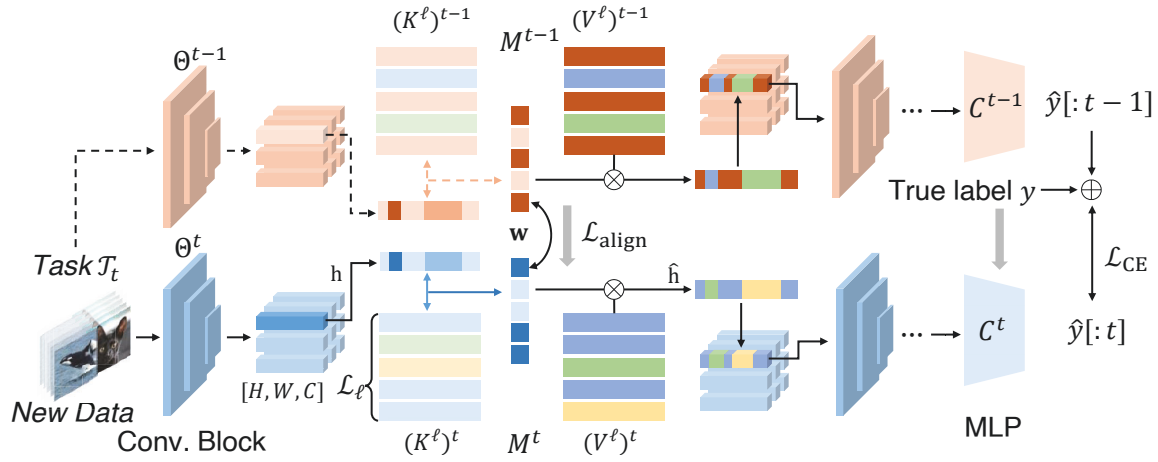 (K^ℓ)^{t−1}
M^{t−1}
(V^ℓ)^{t−1}
Θ^{t−1}
...
C^{t−1}
ŷ[: t − 1]
True label y
w
ℒ_align
Task 𝒯_t
Θ^t
h
ĥ
ℒ_CE
...
C^t
ŷ[: t]
[H, W, C]
ℒ_ℓ
New Data
Conv. Block
(K^ℓ)^t
M^t
(V^ℓ)^t
MLP